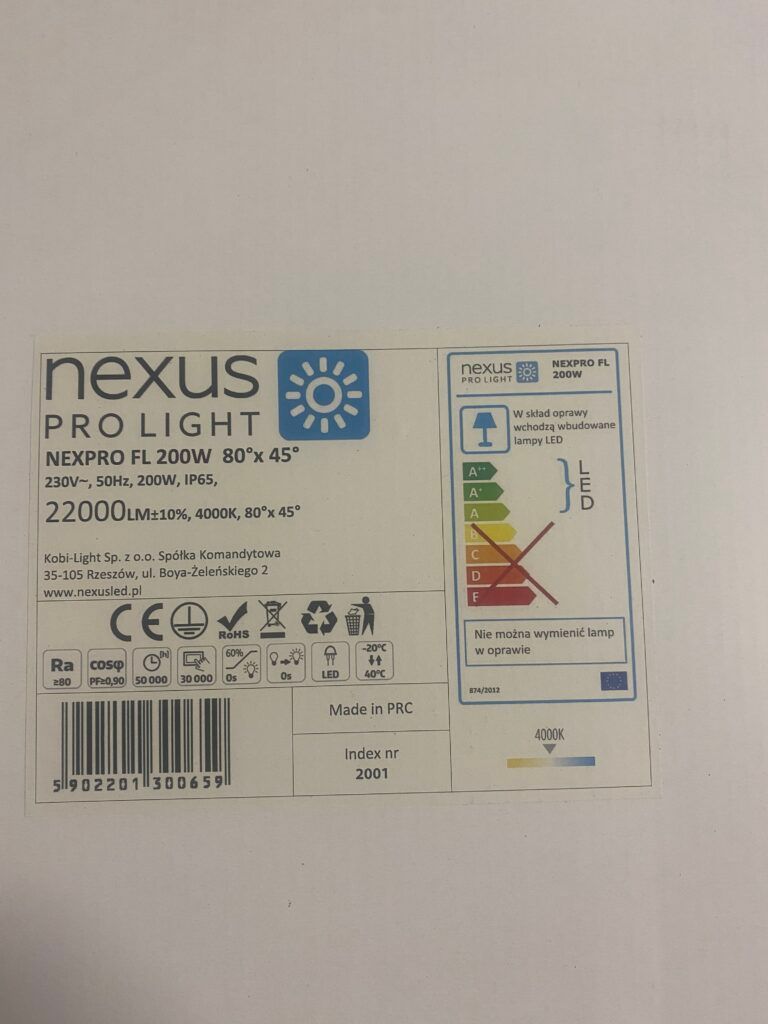 nexus
PRO LIGHT
NEXPRO FL 200W 80°x 45°
230V~, 50Hz, 200W, IP65,
22000LM±10%, 4000K, 80°x 45°
Kobi-Light Sp. z o.o. Spółka Komandytowa
35-105 Rzeszów, ul. Boya-Żeleńskiego 2
www.nexusled.pl
CE
RoHS
Ra
≥80
cosφ
PF≥0,90
[h]
50 000
30 000
60%
0s
0s
LED
-20°C
40°C
5 902201 300659
Made in PRC
Index nr
2001
nexus
PRO LIGHT
NEXPRO FL
200W
W skład oprawy
wchodzą wbudowane
lampy LED
A++
A+
A
B
C
D
E
LED
Nie można wymienić lamp
w oprawie
874/2012
4000K